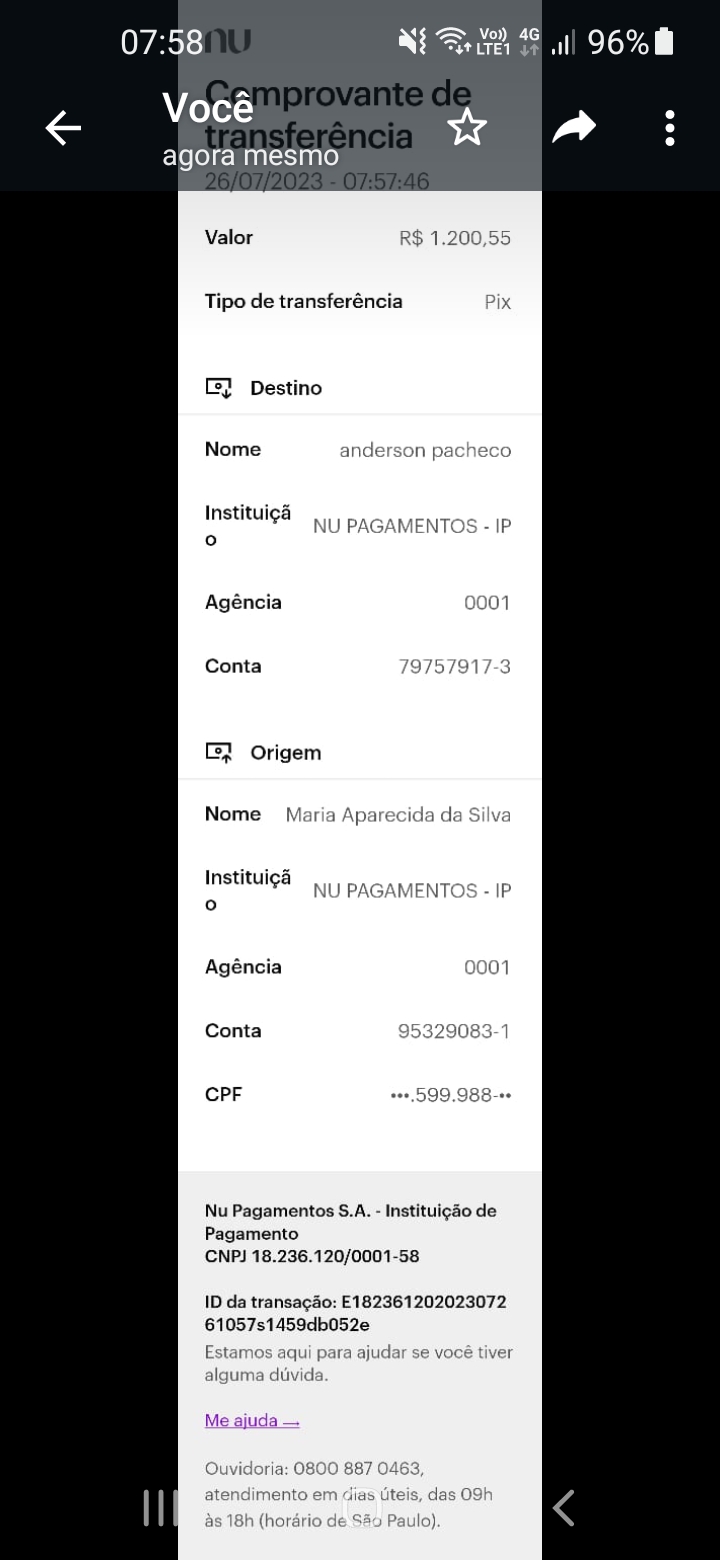 07:58
nu
Vo))
LTE1
4G
96%
Comprovante de
transferência
Você
agora mesmo
26/07/2023 - 07:57:46
Valor R$ 1.200,55
Tipo de transferência Pix
Destino
Nome anderson pacheco
Instituiçã
o
NU PAGAMENTOS - IP
Agência 0001
Conta 79757917-3
Origem
Nome Maria Aparecida da Silva
Instituiçã
o
NU PAGAMENTOS - IP
Agência 0001
Conta 95329083-1
CPF •••.599.988-••
Nu Pagamentos S.A. - Instituição de
Pagamento
CNPJ 18.236.120/0001-58
ID da transação: E182361202023072
61057s1459db052e
Estamos aqui para ajudar se você tiver
alguma dúvida.
Me ajuda →
Ouvidoria: 0800 887 0463,
atendimento em dias úteis, das 09h
às 18h (horário de São Paulo).